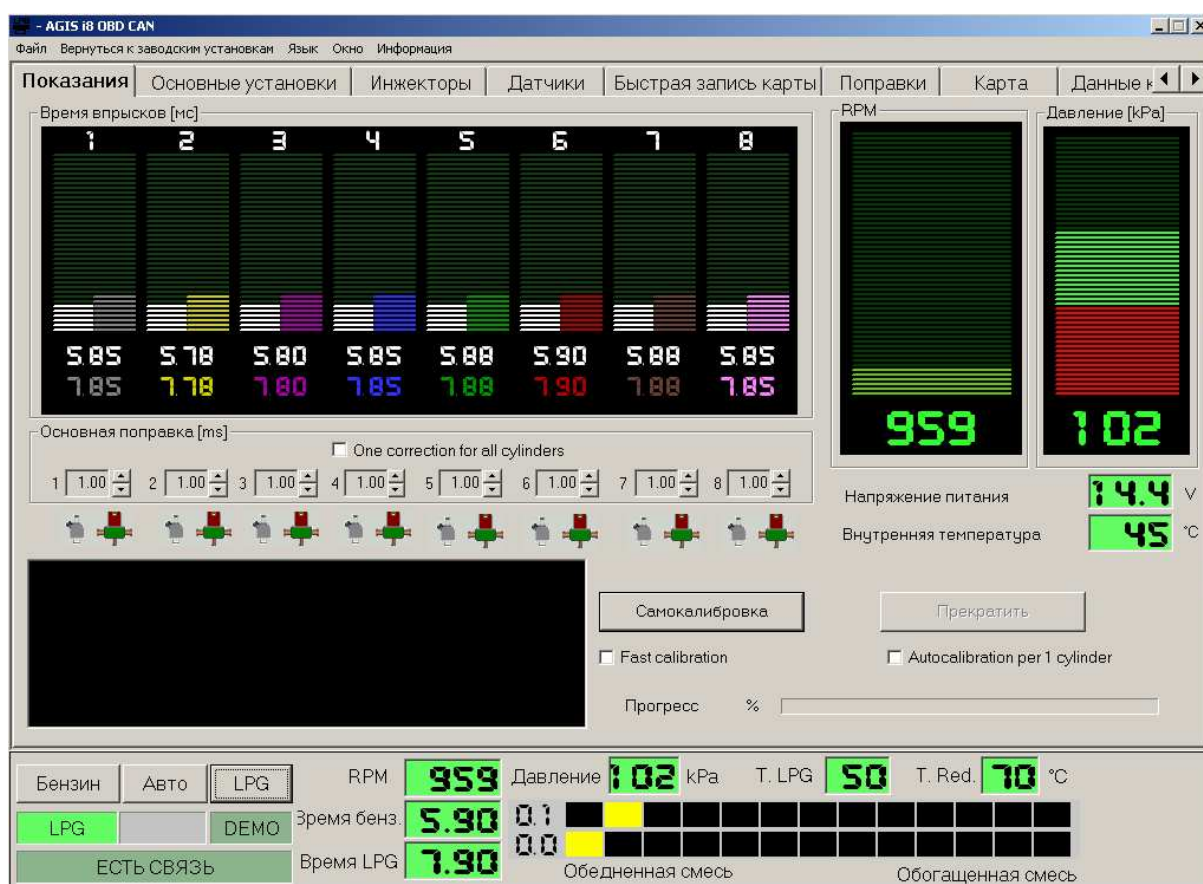 - AGIS i8 OBD CAN
Файл Вернуться к заводским установкам Язык Окно Информация
Показания Основные установки Инжекторы Датчики Быстрая запись карты Поправки Карта Данные к
Время впрысков [мс] RPM Давление [kPa]
1 2 3 4 5 6 7 8
5.85 5.78 5.80 5.85 5.88 5.90 5.88 5.85
7.85 7.78 7.80 7.85 7.88 7.90 7.88 7.85
959 102
Основная поправка [ms]
One correction for all cylinders
1 1.00 2 1.00 3 1.00 4 1.00 5 1.00 6 1.00 7 1.00 8 1.00
Напряжение питания 14.4 V
Внутренняя температура 45 °C
Самокалибровка Прекратить
Fast calibration Autocalibration per 1 cylinder
Прогресс %
Бензин Авто LPG RPM 959 Давление 102 kPa T. LPG 50 T. Red. 70 °C
LPG DEMO Время бенз. 5.90 0.1
ЕСТЬ СВЯЗЬ Время LPG 7.90 0.0
Обедненная смесь Обогащенная смесь